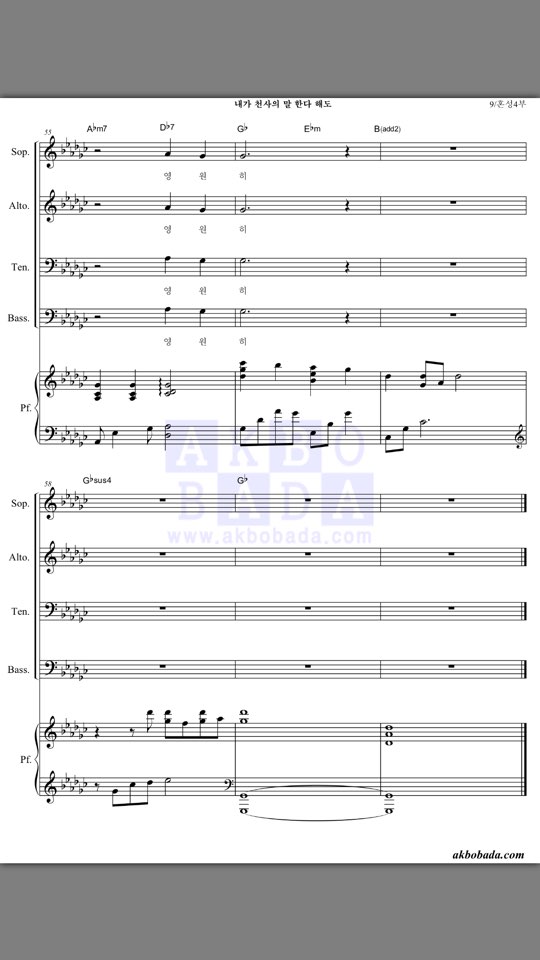 내가 천사의 말 한다 해도 9/혼성4부
55 A♭m7 D♭7 G♭ E♭m B(add2)
Sop.
영 원 히
Alto.
영 원 히
Ten.
영 원 히
Bass.
영 원 히
Pf.
AKBO
BADA
www.akbobada.com
58 G♭sus4 G♭
Sop.
Alto.
Ten.
Bass.
Pf.
akbobada.com